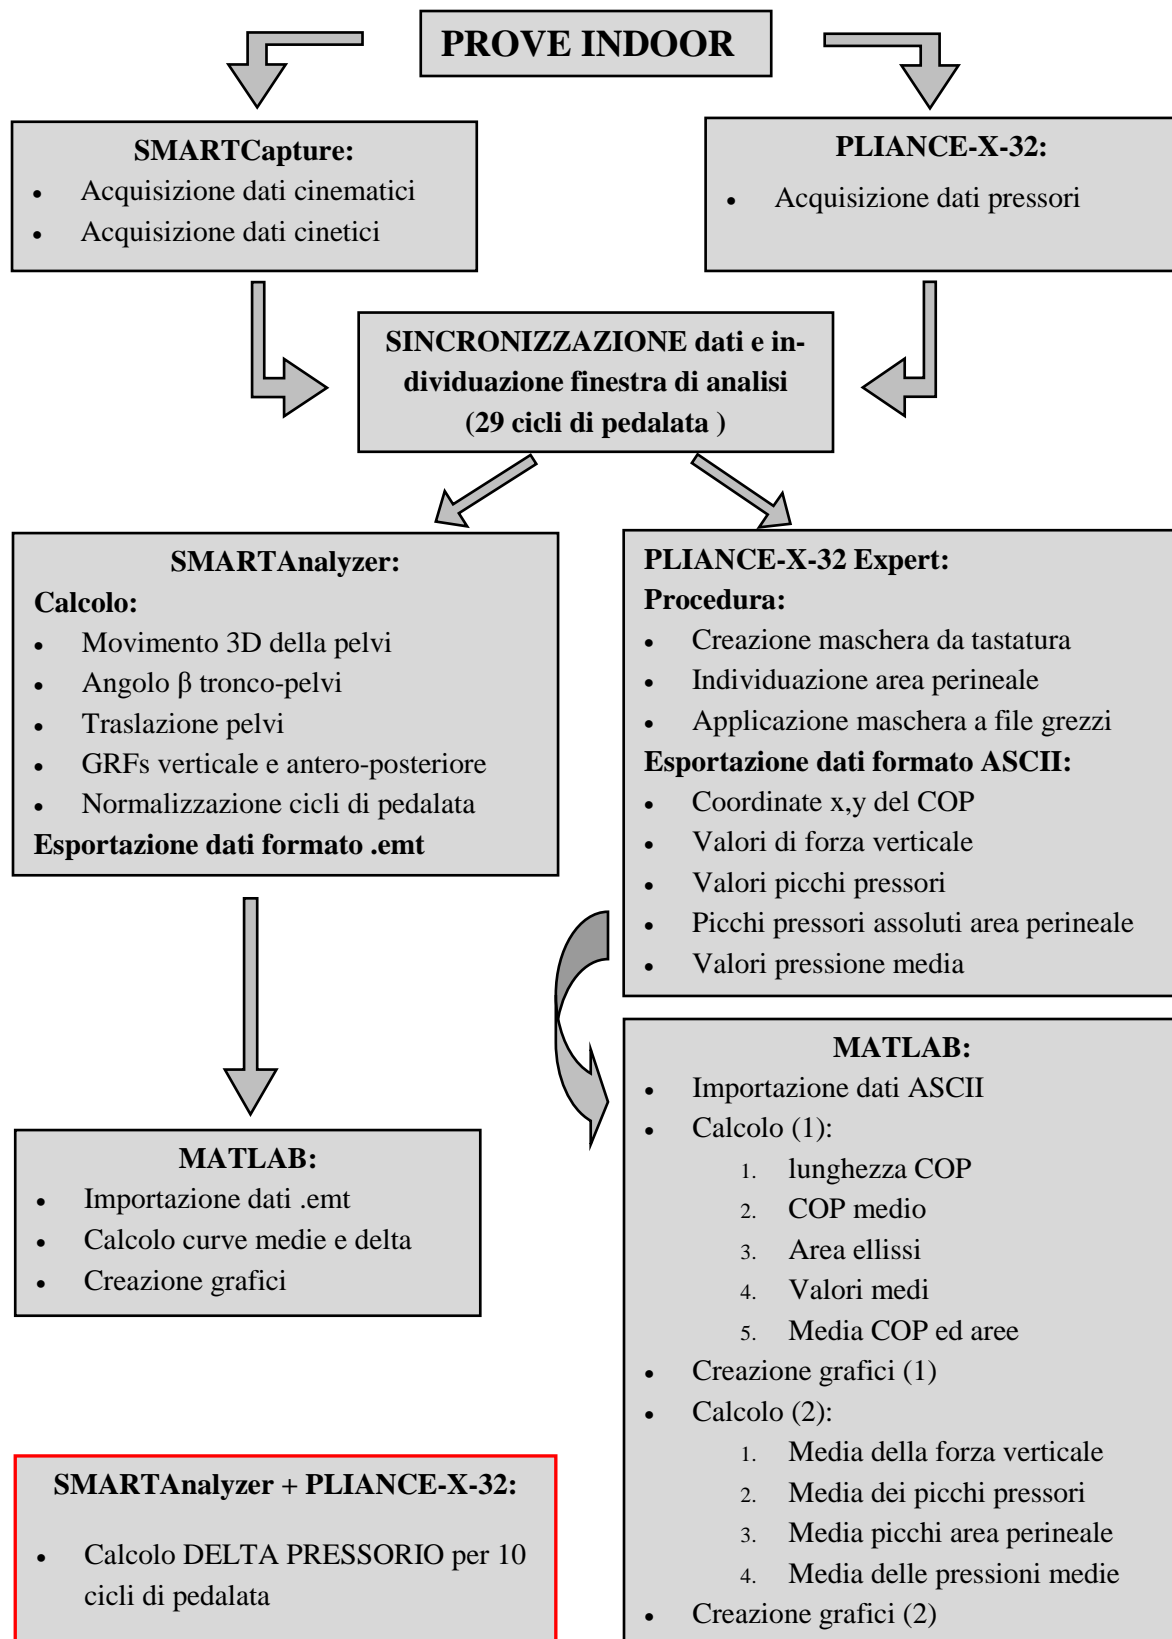 PROVE INDOOR
SMARTCapture:
• Acquisizione dati cinematici
• Acquisizione dati cinetici
PLIANCE-X-32:
• Acquisizione dati pressori
SINCRONIZZAZIONE dati e in-
dividuazione finestra di analisi
(29 cicli di pedalata )
SMARTAnalyzer:
Calcolo:
• Movimento 3D della pelvi
• Angolo β tronco-pelvi
• Traslazione pelvi
• GRFs verticale e antero-posteriore
• Normalizzazione cicli di pedalata
Esportazione dati formato .emt
PLIANCE-X-32 Expert:
Procedura:
• Creazione maschera da tastatura
• Individuazione area perineale
• Applicazione maschera a file grezzi
Esportazione dati formato ASCII:
• Coordinate x,y del COP
• Valori di forza verticale
• Valori picchi pressori
• Picchi pressori assoluti area perineale
• Valori pressione media
MATLAB:
• Importazione dati .emt
• Calcolo curve medie e delta
• Creazione grafici
MATLAB:
• Importazione dati ASCII
• Calcolo (1):
1. lunghezza COP
2. COP medio
3. Area ellissi
4. Valori medi
5. Media COP ed aree
• Creazione grafici (1)
• Calcolo (2):
1. Media della forza verticale
2. Media dei picchi pressori
3. Media picchi area perineale
4. Media delle pressioni medie
• Creazione grafici (2)
SMARTAnalyzer + PLIANCE-X-32:
• Calcolo DELTA PRESSORIO per 10
cicli di pedalata